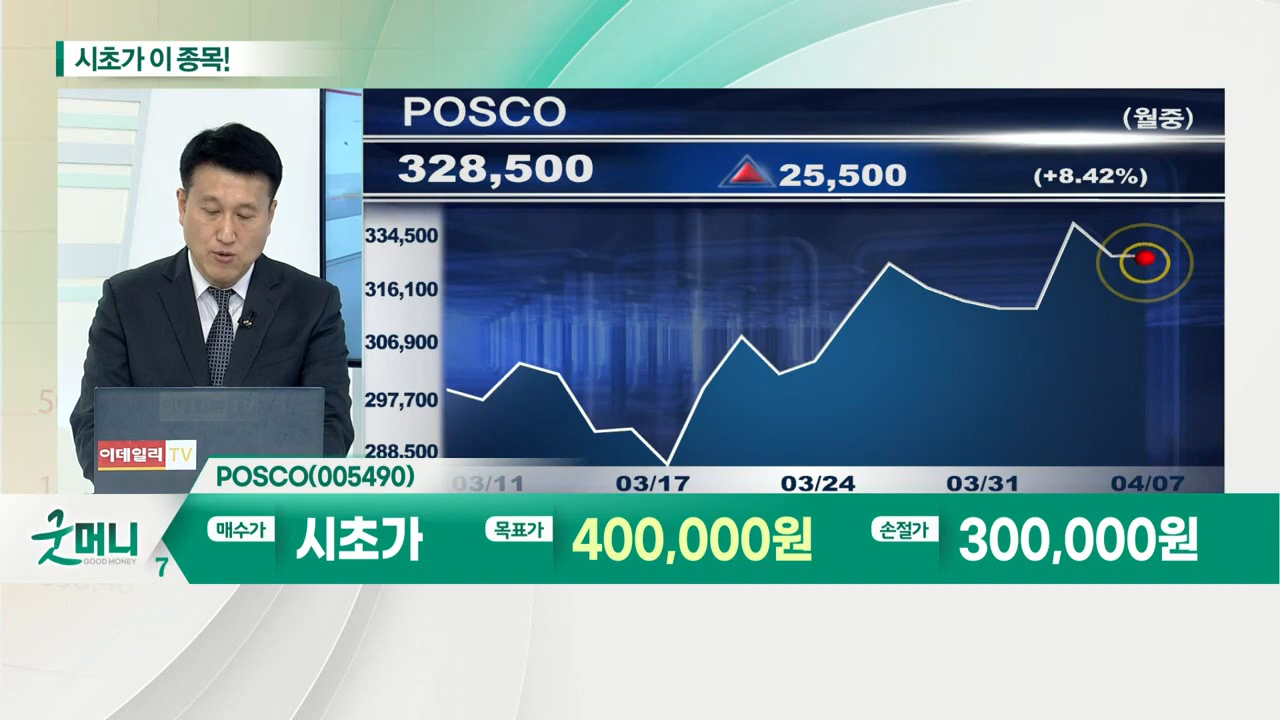 시초가 이 종목!
POSCO
(월중)
328,500
25,500
(+8.42%)
334,500
316,100
306,900
297,700
288,500
03/11
03/17
03/24
03/31
04/07
이데일리 TV
POSCO(005490)
굿머니
GOOD MONEY
7
매수가
시초가
목표가
400,000원
손절가
300,000원